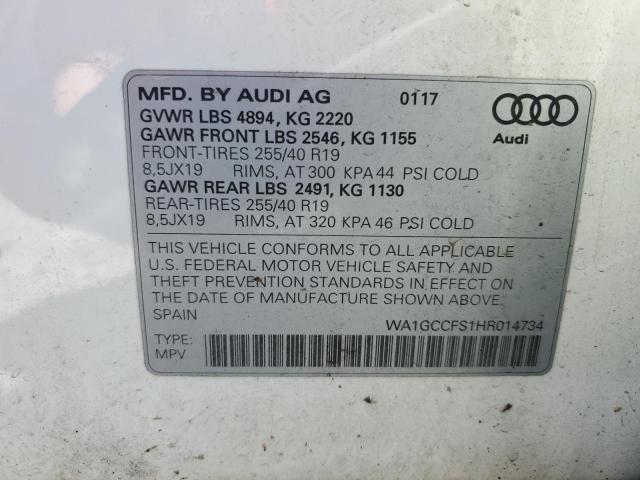 MFD. BY AUDI AG 0117
GVWR LBS 4894, KG 2220
GAWR FRONT LBS 2546, KG 1155
Audi
FRONT-TIRES 255/40 R19
8,5JX19 RIMS, AT 300 KPA 44 PSI COLD
GAWR REAR LBS 2491, KG 1130
REAR-TIRES 255/40 R19
8,5JX19 RIMS, AT 320 KPA 46 PSI COLD
THIS VEHICLE CONFORMS TO ALL APPLICABLE
U.S. FEDERAL MOTOR VEHICLE SAFETY AND
THEFT PREVENTION STANDARDS IN EFFECT ON
THE DATE OF MANUFACTURE SHOWN ABOVE.
SPAIN
WA1GCCFS1HR014734
TYPE:
MPV